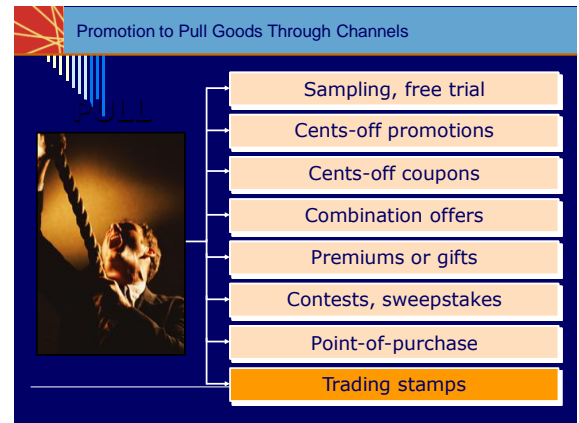 Promotion to Pull Goods Through Channels
PULL
Sampling, free trial
Cents-off promotions
Cents-off coupons
Combination offers
Premiums or gifts
Contests, sweepstakes
Point-of-purchase
Trading stamps